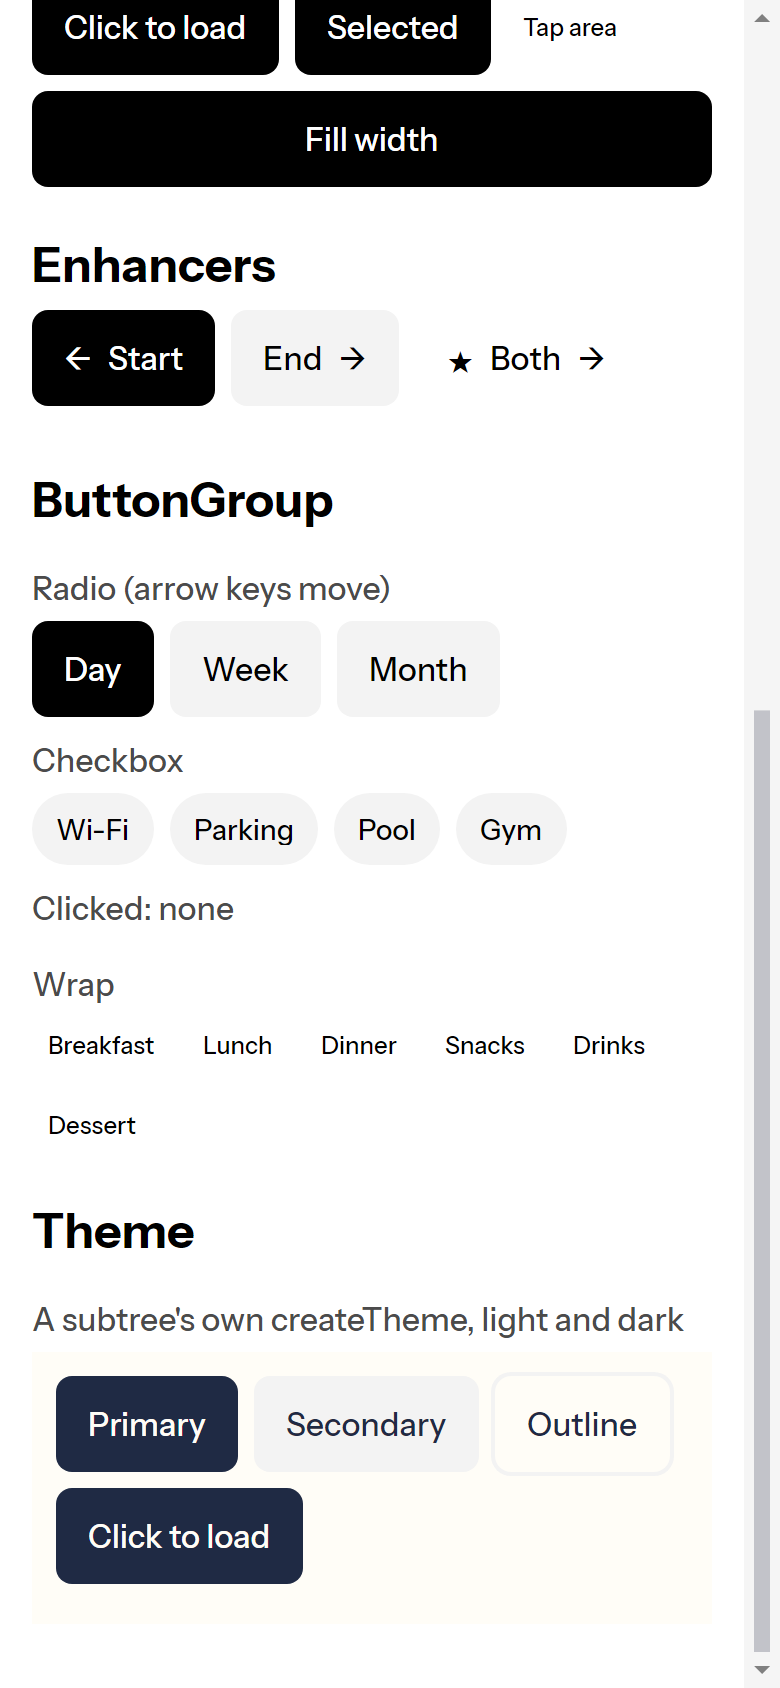 Click to load Selected Tap area
Fill width
Enhancers
← Start End → ★ Both →
ButtonGroup
Radio (arrow keys move)
Day Week Month
Checkbox
Wi-Fi Parking Pool Gym
Clicked: none
Wrap
Breakfast Lunch Dinner Snacks Drinks
Dessert
Theme
A subtree's own createTheme, light and dark
Primary Secondary Outline
Click to load